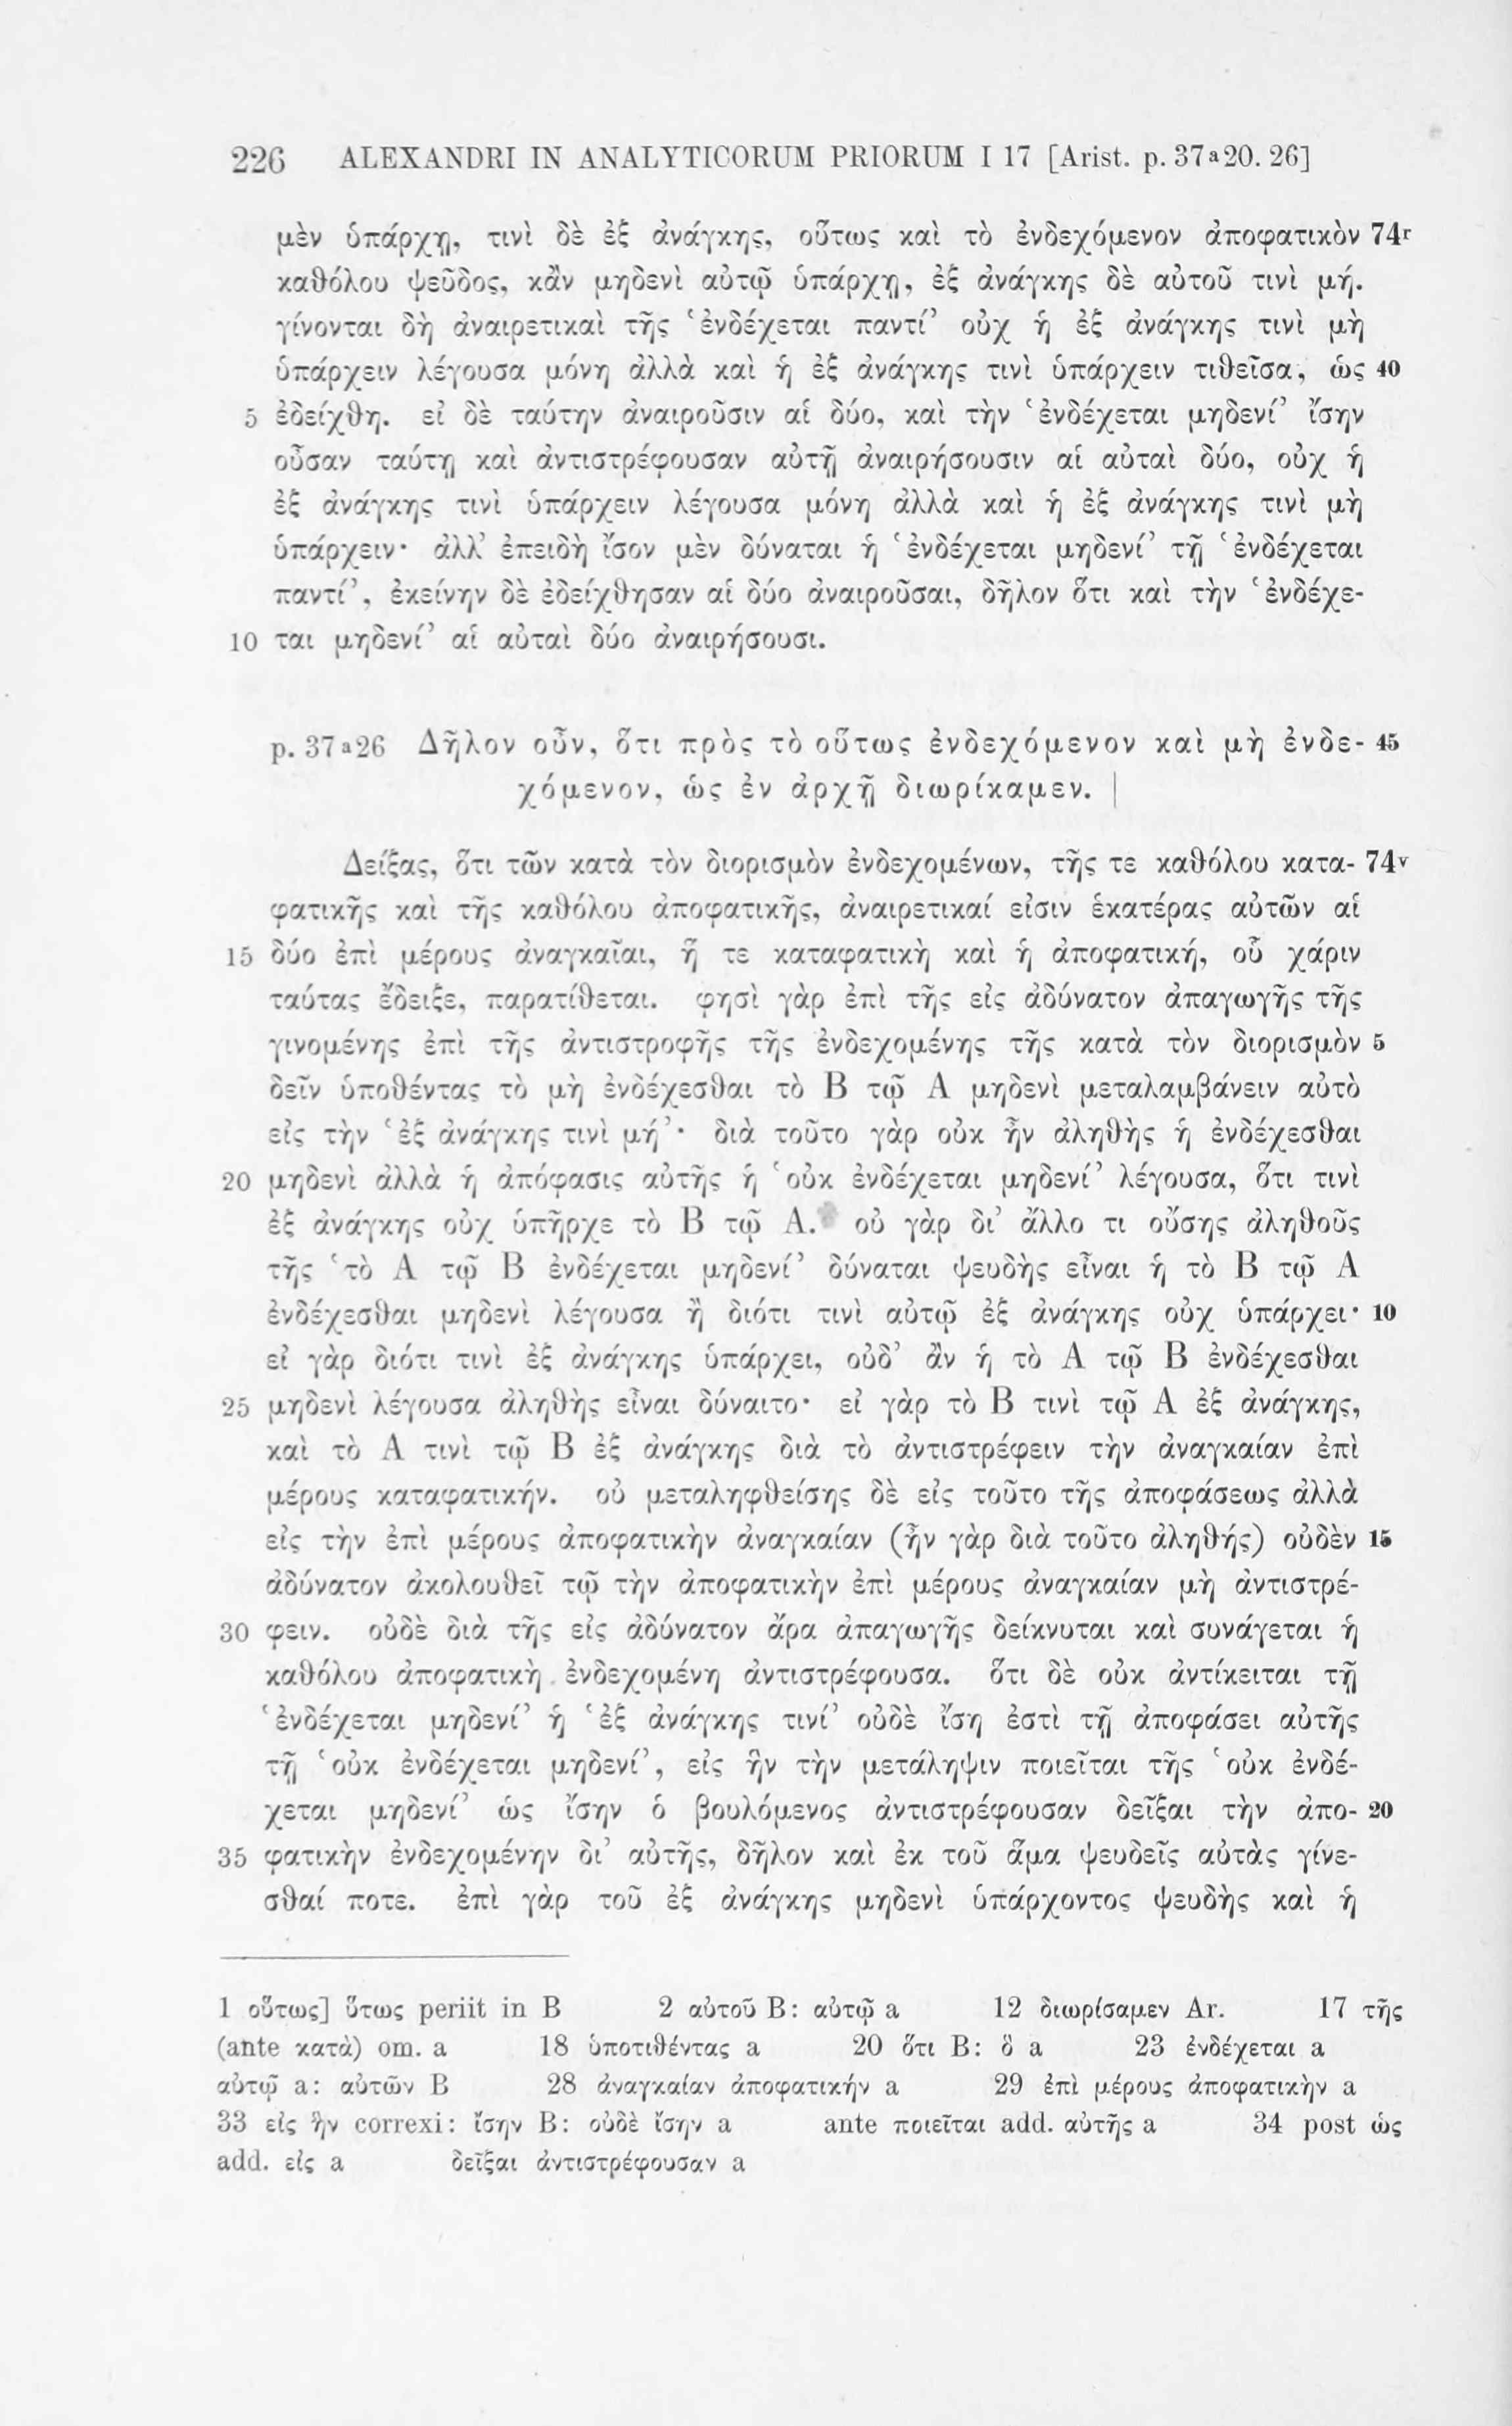 226 ALEXANDRI IN ANALYTICORUM PRIORUM I 17 [Arist. p. 37ª20. 26]
μὲν ὑπάρχῃ, τινὶ δὲ ἐξ ἀνάγκης, οὕτως καὶ τὸ ἐνδεχόμενον ἀποφατικὸν 74ʳ
καθόλου ψεῦδος, κἂν μηδενὶ αὐτῷ ὑπάρχῃ, ἐξ ἀνάγκης δὲ αὐτοῦ τινὶ μή.
γίνονται δὴ ἀναιρετικαὶ τῆς ‘ἐνδέχεται παντί’ οὐχ ἡ ἐξ ἀνάγκης τινὶ μὴ
ὑπάρχειν λέγουσα μόνη ἀλλὰ καὶ ἡ ἐξ ἀνάγκης τινὶ ὑπάρχειν τιθεῖσα, ὡς 40
5 ἐδείχθη. εἰ δὲ ταύτην ἀναιροῦσιν αἱ δύο, καὶ τὴν ‘ἐνδέχεται μηδενί’ ἴσην
οὖσαν ταύτῃ καὶ ἀντιστρέφουσαν αὐτῇ ἀναιρήσουσιν αἱ αὐταὶ δύο, οὐχ ἡ
ἐξ ἀνάγκης τινὶ ὑπάρχειν λέγουσα μόνη ἀλλὰ καὶ ἡ ἐξ ἀνάγκης τινὶ μὴ
ὑπάρχειν· ἀλλ’ ἐπειδὴ ἴσον μὲν δύναται ἡ ‘ἐνδέχεται μηδενί’ τῇ ‘ἐνδέχεται
παντί’, ἐκείνην δὲ ἐδείχθησαν αἱ δύο ἀναιροῦσαι, δῆλον ὅτι καὶ τὴν ‘ἐνδέχε-
10 ται μηδενί’ αἱ αὐταὶ δύο ἀναιρήσουσι.
p. 37ª26 Δῆλον οὖν, ὅτι πρὸς τὸ οὕτως ἐνδεχόμενον καὶ μὴ ἐνδε- 45
χόμενον, ὡς ἐν ἀρχῇ διωρίκαμεν. |
Δείξας, ὅτι τῶν κατὰ τὸν διορισμὸν ἐνδεχομένων, τῆς τε καθόλου κατα- 74ᵛ
φατικῆς καὶ τῆς καθόλου ἀποφατικῆς, ἀναιρετικαί εἰσιν ἑκατέρας αὐτῶν αἱ
15 δύο ἐπὶ μέρους ἀναγκαῖαι, ἥ τε καταφατικὴ καὶ ἡ ἀποφατική, οὗ χάριν
ταύτας ἔδειξε, παρατίθεται. φησὶ γὰρ ἐπὶ τῆς εἰς ἀδύνατον ἀπαγωγῆς τῆς
γινομένης ἐπὶ τῆς ἀντιστροφῆς τῆς ἐνδεχομένης τῆς κατὰ τὸν διορισμὸν 5
δεῖν ὑποθέντας τὸ μὴ ἐνδέχεσθαι τὸ Β τῷ Α μηδενὶ μεταλαμβάνειν αὐτὸ
εἰς τὴν ‘ἐξ ἀνάγκης τινὶ μή’· διὰ τοῦτο γὰρ οὐκ ἦν ἀληθὴς ἡ ἐνδέχεσθαι
20 μηδενὶ ἀλλὰ ἡ ἀπόφασις αὐτῆς ἡ ‘οὐκ ἐνδέχεται μηδενί’ λέγουσα, ὅτι τινὶ
ἐξ ἀνάγκης οὐχ ὑπῆρχε τὸ Β τῷ Α. οὐ γὰρ δι’ ἄλλο τι οὔσης ἀληθοῦς
τῆς ‘τὸ Α τῷ Β ἐνδέχεται μηδενί’ δύναται ψευδὴς εἶναι ἡ τὸ Β τῷ Α
ἐνδέχεσθαι μηδενὶ λέγουσα ἢ διότι τινὶ αὐτῷ ἐξ ἀνάγκης οὐχ ὑπάρχει· 10
εἰ γὰρ διότι τινὶ ἐξ ἀνάγκης ὑπάρχει, οὐδ’ ἂν ἡ τὸ Α τῷ Β ἐνδέχεσθαι
25 μηδενὶ λέγουσα ἀληθὴς εἶναι δύναιτο· εἰ γὰρ τὸ Β τινὶ τῷ Α ἐξ ἀνάγκης,
καὶ τὸ Α τινὶ τῷ Β ἐξ ἀνάγκης διὰ τὸ ἀντιστρέφειν τὴν ἀναγκαίαν ἐπὶ
μέρους καταφατικήν. οὐ μεταληφθείσης δὲ εἰς τοῦτο τῆς ἀποφάσεως ἀλλὰ
εἰς τὴν ἐπὶ μέρους ἀποφατικὴν ἀναγκαίαν (ἦν γὰρ διὰ τοῦτο ἀληθής) οὐδὲν 15
ἀδύνατον ἀκολουθεῖ τῷ τὴν ἀποφατικὴν ἐπὶ μέρους ἀναγκαίαν μὴ ἀντιστρέ-
30 φειν. οὐδὲ διὰ τῆς εἰς ἀδύνατον ἄρα ἀπαγωγῆς δείκνυται καὶ συνάγεται ἡ
καθόλου ἀποφατικὴ ἐνδεχομένη ἀντιστρέφουσα. ὅτι δὲ οὐκ ἀντίκειται τῇ
‘ἐνδέχεται μηδενί’ ἡ ‘ἐξ ἀνάγκης τινί’ οὐδὲ ἴση ἐστὶ τῇ ἀποφάσει αὐτῆς
τῇ ‘οὐκ ἐνδέχεται μηδενί’, εἰς ἣν τὴν μετάληψιν ποιεῖται τῆς ‘οὐκ ἐνδέ-
χεται μηδενί’ ὡς ἴσην ὁ βουλόμενος ἀντιστρέφουσαν δεῖξαι τὴν ἀπο- 20
35 φατικὴν ἐνδεχομένην δι’ αὐτῆς, δῆλον καὶ ἐκ τοῦ ἅμα ψευδεῖς αὐτὰς γίνε-
σθαί ποτε. ἐπὶ γὰρ τοῦ ἐξ ἀνάγκης μηδενὶ ὑπάρχοντος ψευδὴς καὶ ἡ
1 οὕτως] ὕτως periit in B 2 αὐτοῦ B: αὐτῷ a 12 διωρίσαμεν Ar. 17 τῆς
(ante κατὰ) om. a 18 ὑποτιθέντας a 20 ὅτι B: ὃ a 23 ἐνδέχεται a
αὐτῷ a: αὐτῶν B 28 ἀναγκαίαν ἀποφατικήν a 29 ἐπὶ μέρους ἀποφατικὴν a
33 εἰς ἣν correxi: ἴσην B: οὐδὲ ἴσην a ante ποιεῖται add. αὐτῆς a 34 post ὡς
add. εἰς a δεῖξαι ἀντιστρέφουσαν a